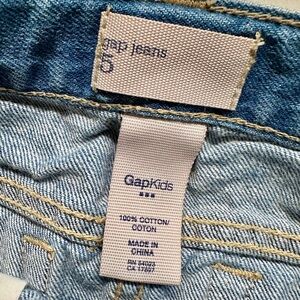 gap jeans
5
GapKids
100% COTTON/
COTON
MADE IN
CHINA
RN 54023
CA 17897